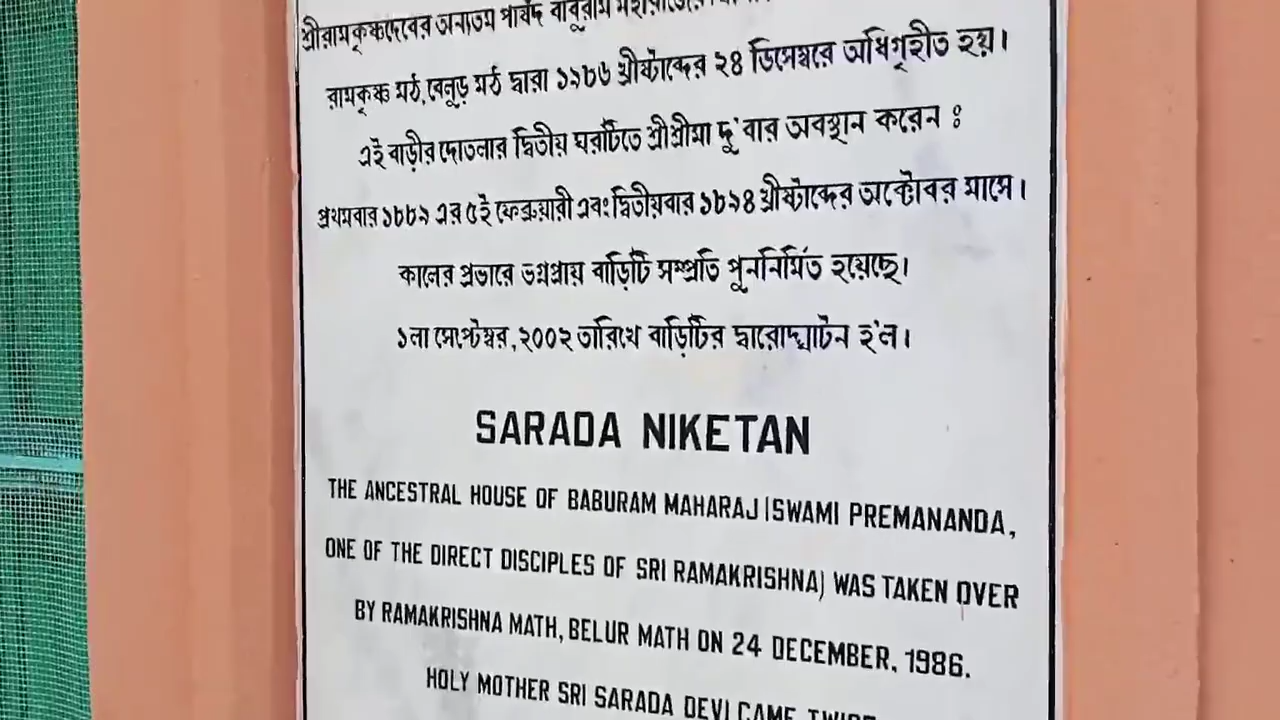 শ্রীরামকৃষ্ণদেবের অন্যতম পার্ষদ বাবুরাম
রামকৃষ্ণ মঠ, বেলুড় মঠ দ্বারা ১৯৮৬ খ্রীষ্টাব্দের ২৪ ডিসেম্বরে অধিগৃহীত হয়।
এই বাড়ীর দোতলার দ্বিতীয় ঘরটিতে শ্রীশ্রীমা দু'বার অবস্থান করেন :
প্রথমবার ১৮৮৯ এর ৫ই ফেব্রুয়ারী এবং দ্বিতীয়বার ১৮৯৪ খ্রীষ্টাব্দের অক্টোবর মাসে।
কালের প্রভাবে ভগ্নপ্রায় বাড়িটি সম্প্রতি পুনর্নির্মিত হয়েছে।
১লা সেপ্টেম্বর, ২০০২ তারিখে বাড়িটির দ্বারোদ্ঘাটন হ'ল।
SARADA NIKETAN
THE ANCESTRAL HOUSE OF BABURAM MAHARAJ (SWAMI PREMANANDA,
ONE OF THE DIRECT DISCIPLES OF SRI RAMAKRISHNA) WAS TAKEN OVER
BY RAMAKRISHNA MATH, BELUR MATH ON 24 DECEMBER, 1986.
HOLY MOTHER SRI SARADA DEVI CAME TWICE